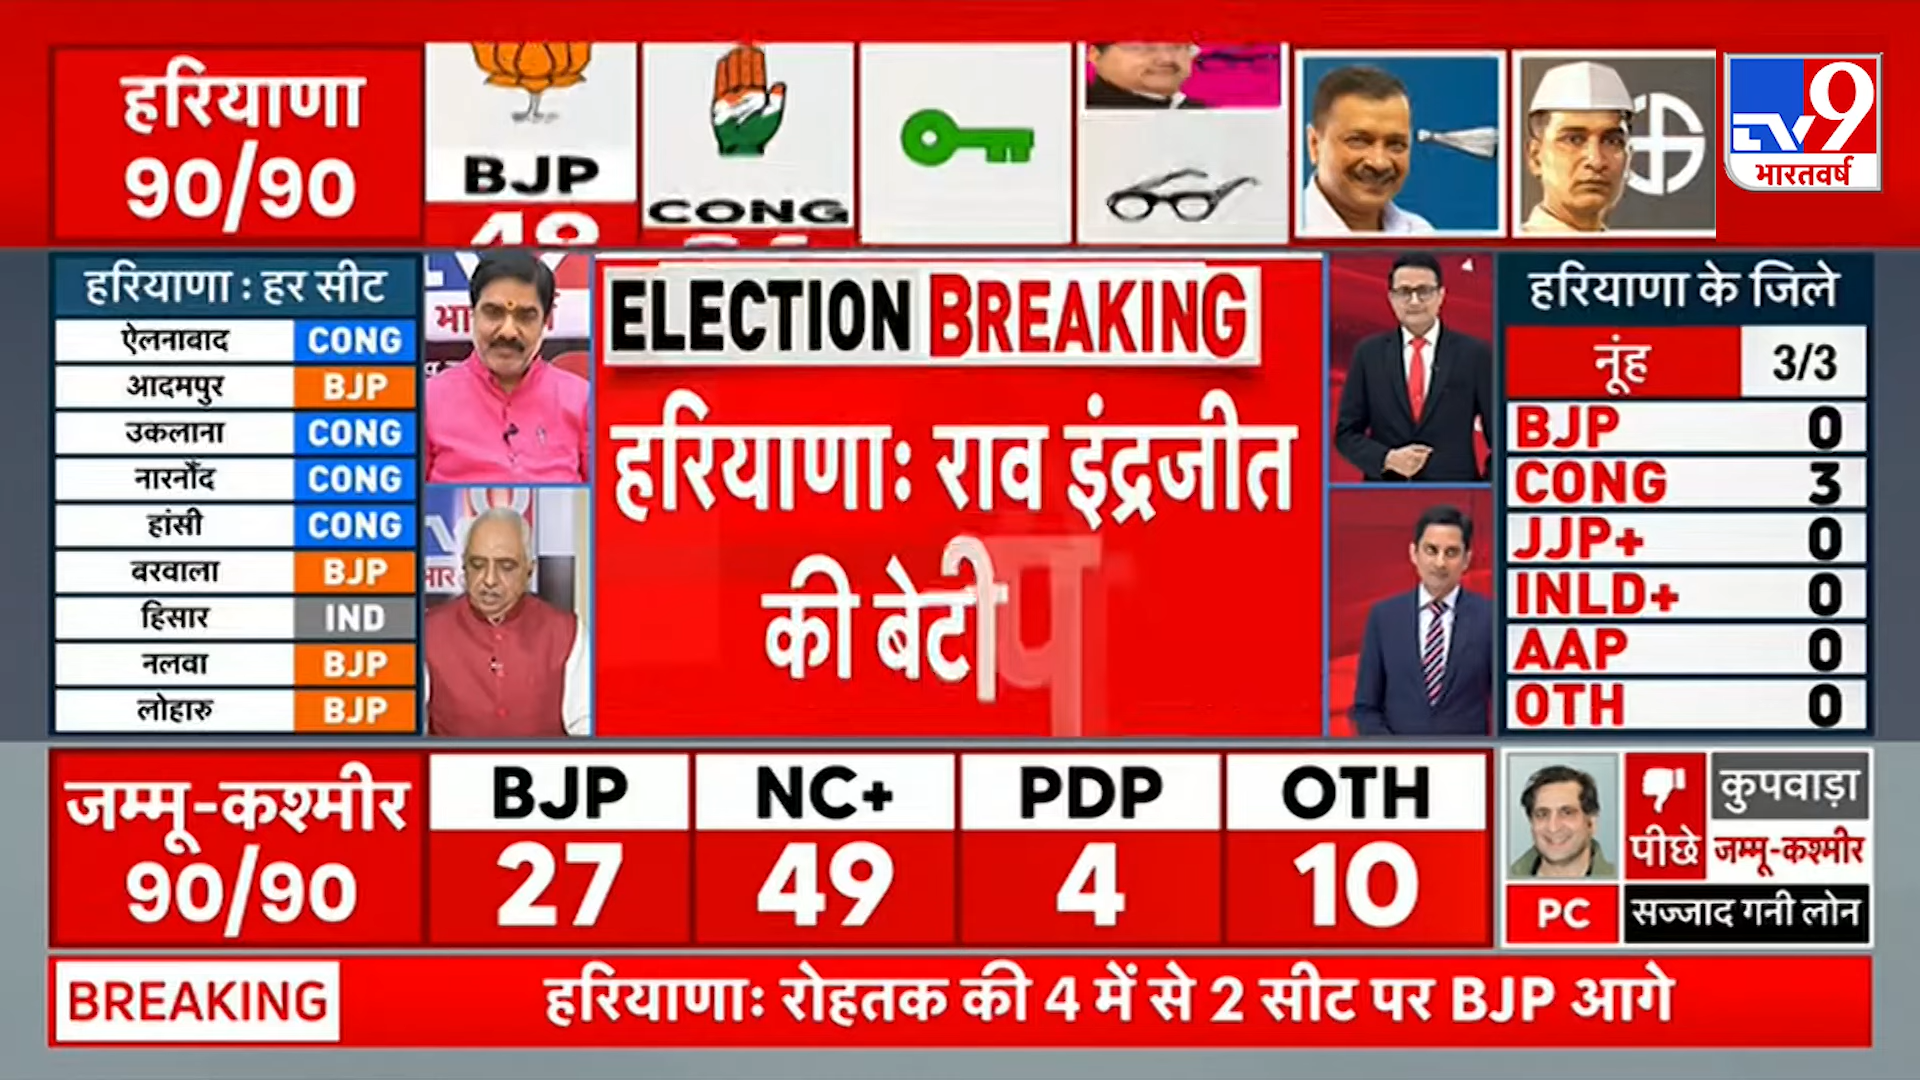 हरियाणा
90/90
BJP
CONG
TV9
भारतवर्ष
हरियाणा : हर सीट
ऐलनाबाद CONG
आदमपुर BJP
उकलाना CONG
नारनौंद CONG
हांसी CONG
बरवाला BJP
हिसार IND
नलवा BJP
लोहारु BJP
ELECTION BREAKING
हरियाणाः राव इंद्रजीत
की बेटी
हरियाणा के जिले
नूंह 3/3
BJP 0
CONG 3
JJP+ 0
INLD+ 0
AAP 0
OTH 0
जम्मू-कश्मीर
90/90
BJP NC+ PDP OTH
27 49 4 10
कुपवाड़ा
पीछे जम्मू-कश्मीर
PC सज्जाद गनी लोन
BREAKING हरियाणाः रोहतक की 4 में से 2 सीट पर BJP आगे